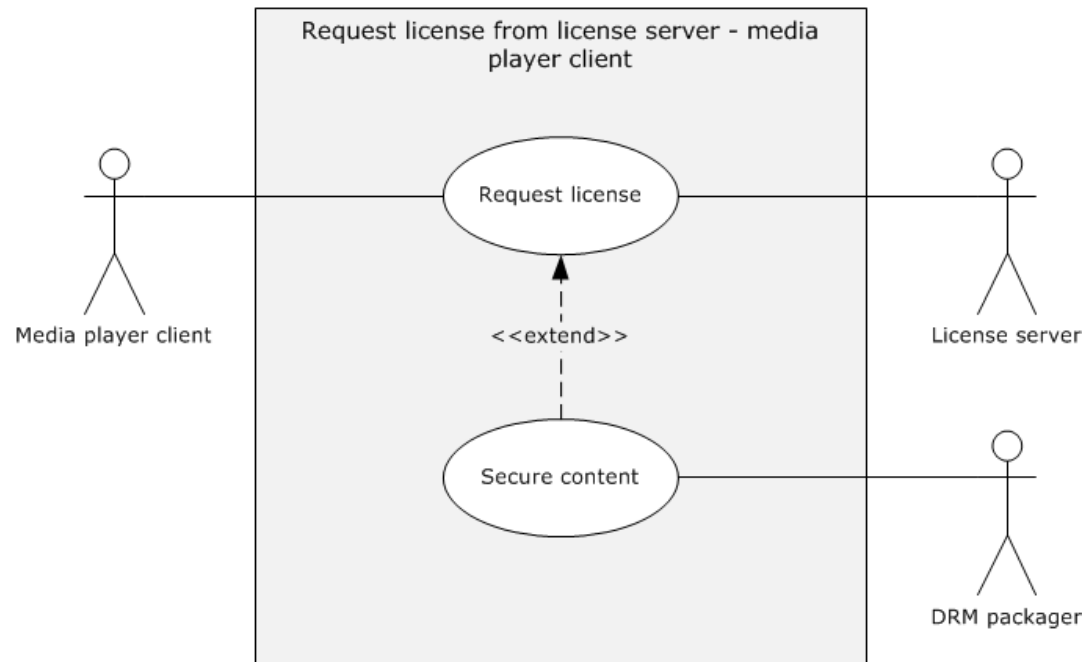 Request license from license server - media
player client
Request license
Media player client
License server
<<extend>>
Secure content
DRM packager